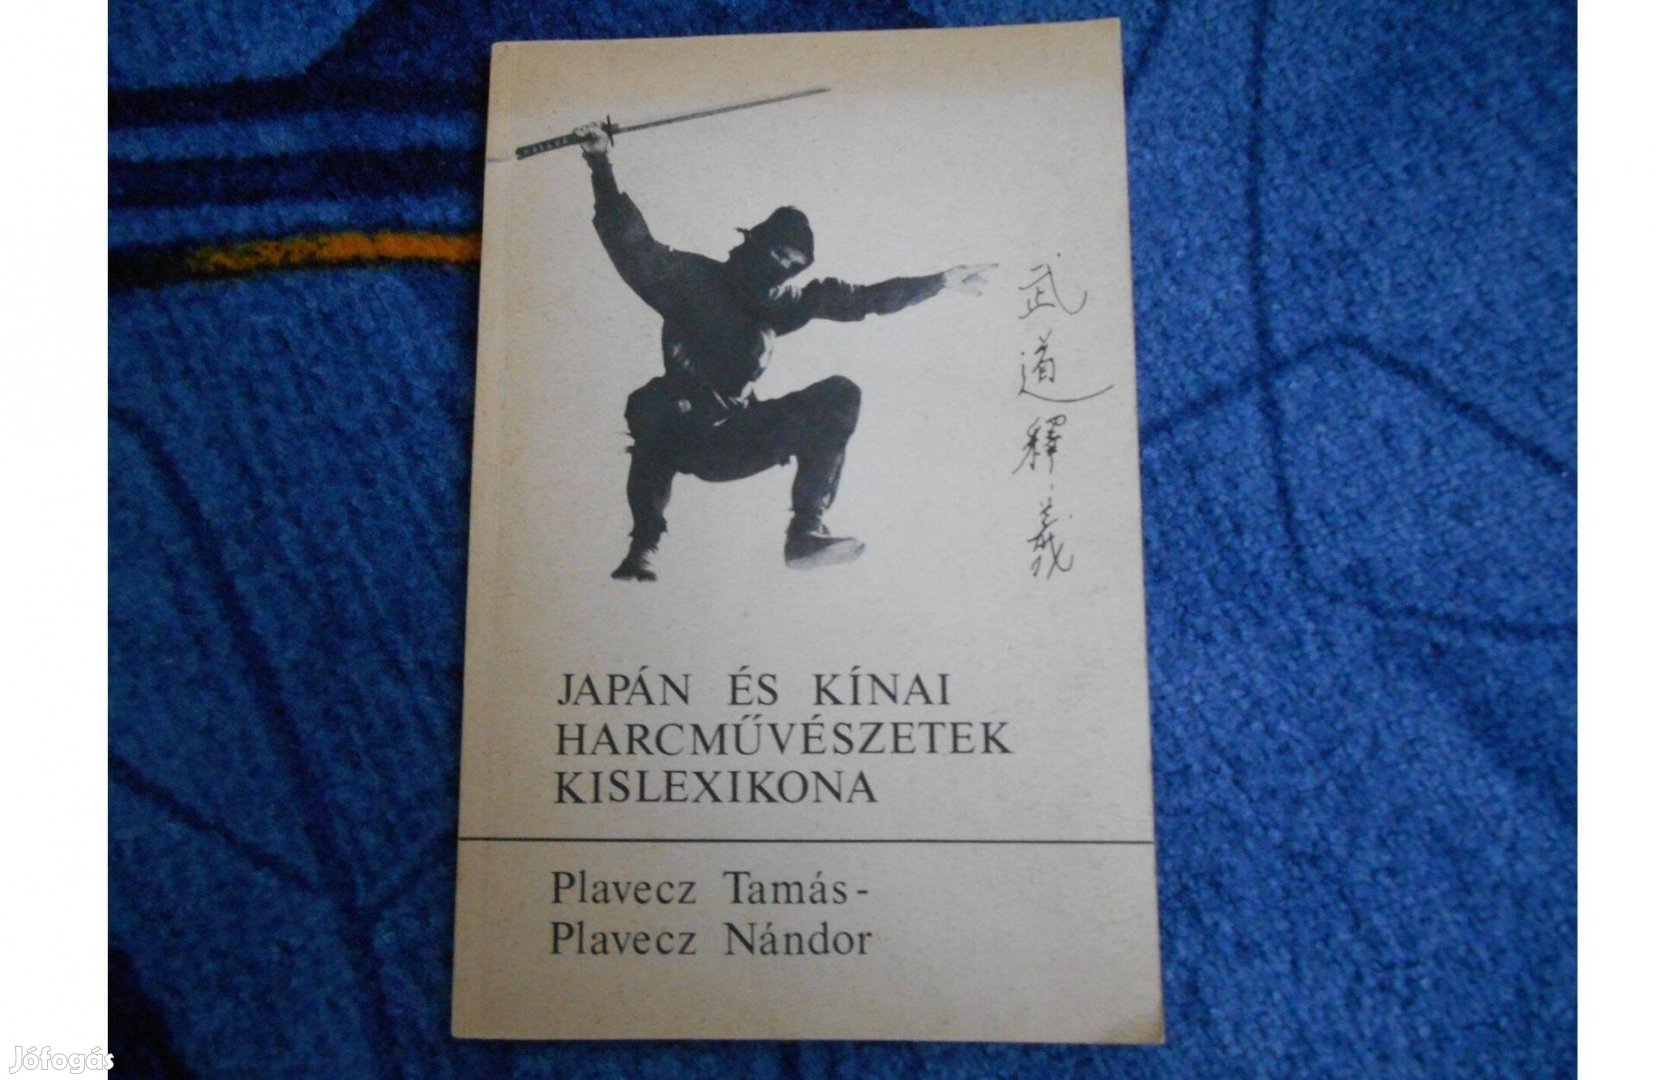 武道釋義
JAPÁN ÉS KÍNAI
HARCMŰVÉSZETEK
KISLEXIKONA
Plavecz Tamás-
Plavecz Nándor
Jófogás